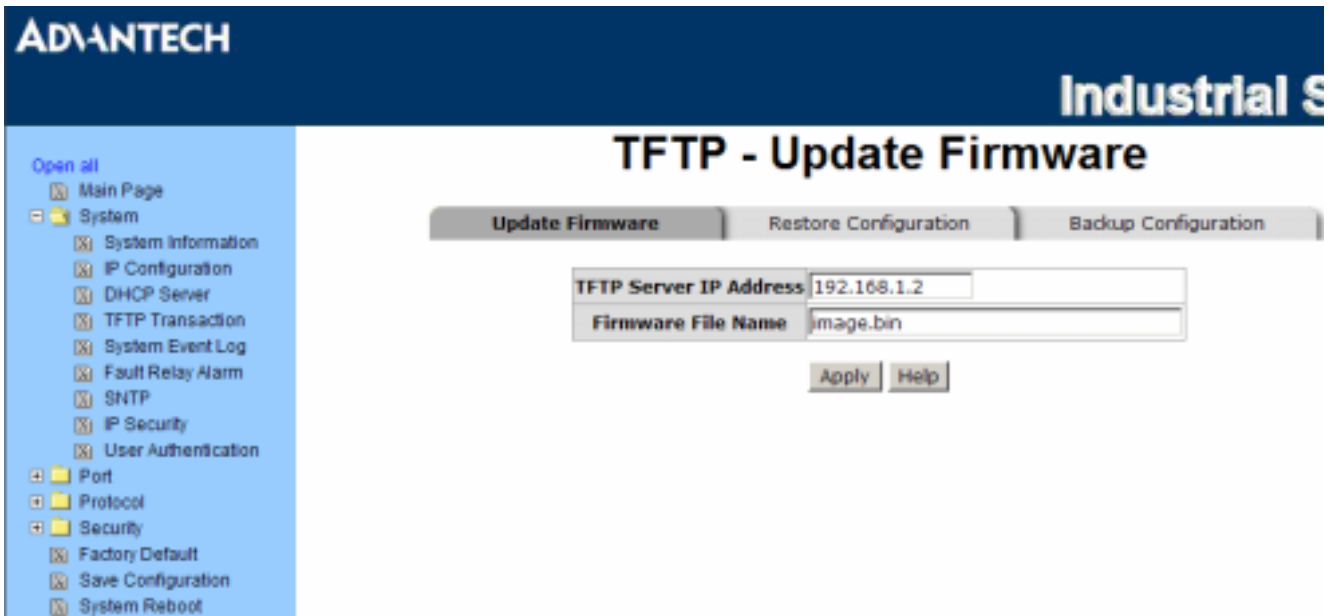 ADVANTECH
Industrial S
Open all
Main Page
System
System Information
IP Configuration
DHCP Server
TFTP Transaction
System Event Log
Fault Relay Alarm
SNTP
IP Security
User Authentication
Port
Protocol
Security
Factory Default
Save Configuration
System Reboot
TFTP - Update Firmware
Update Firmware Restore Configuration Backup Configuration
TFTP Server IP Address 192.168.1.2
Firmware File Name image.bin
Apply Help